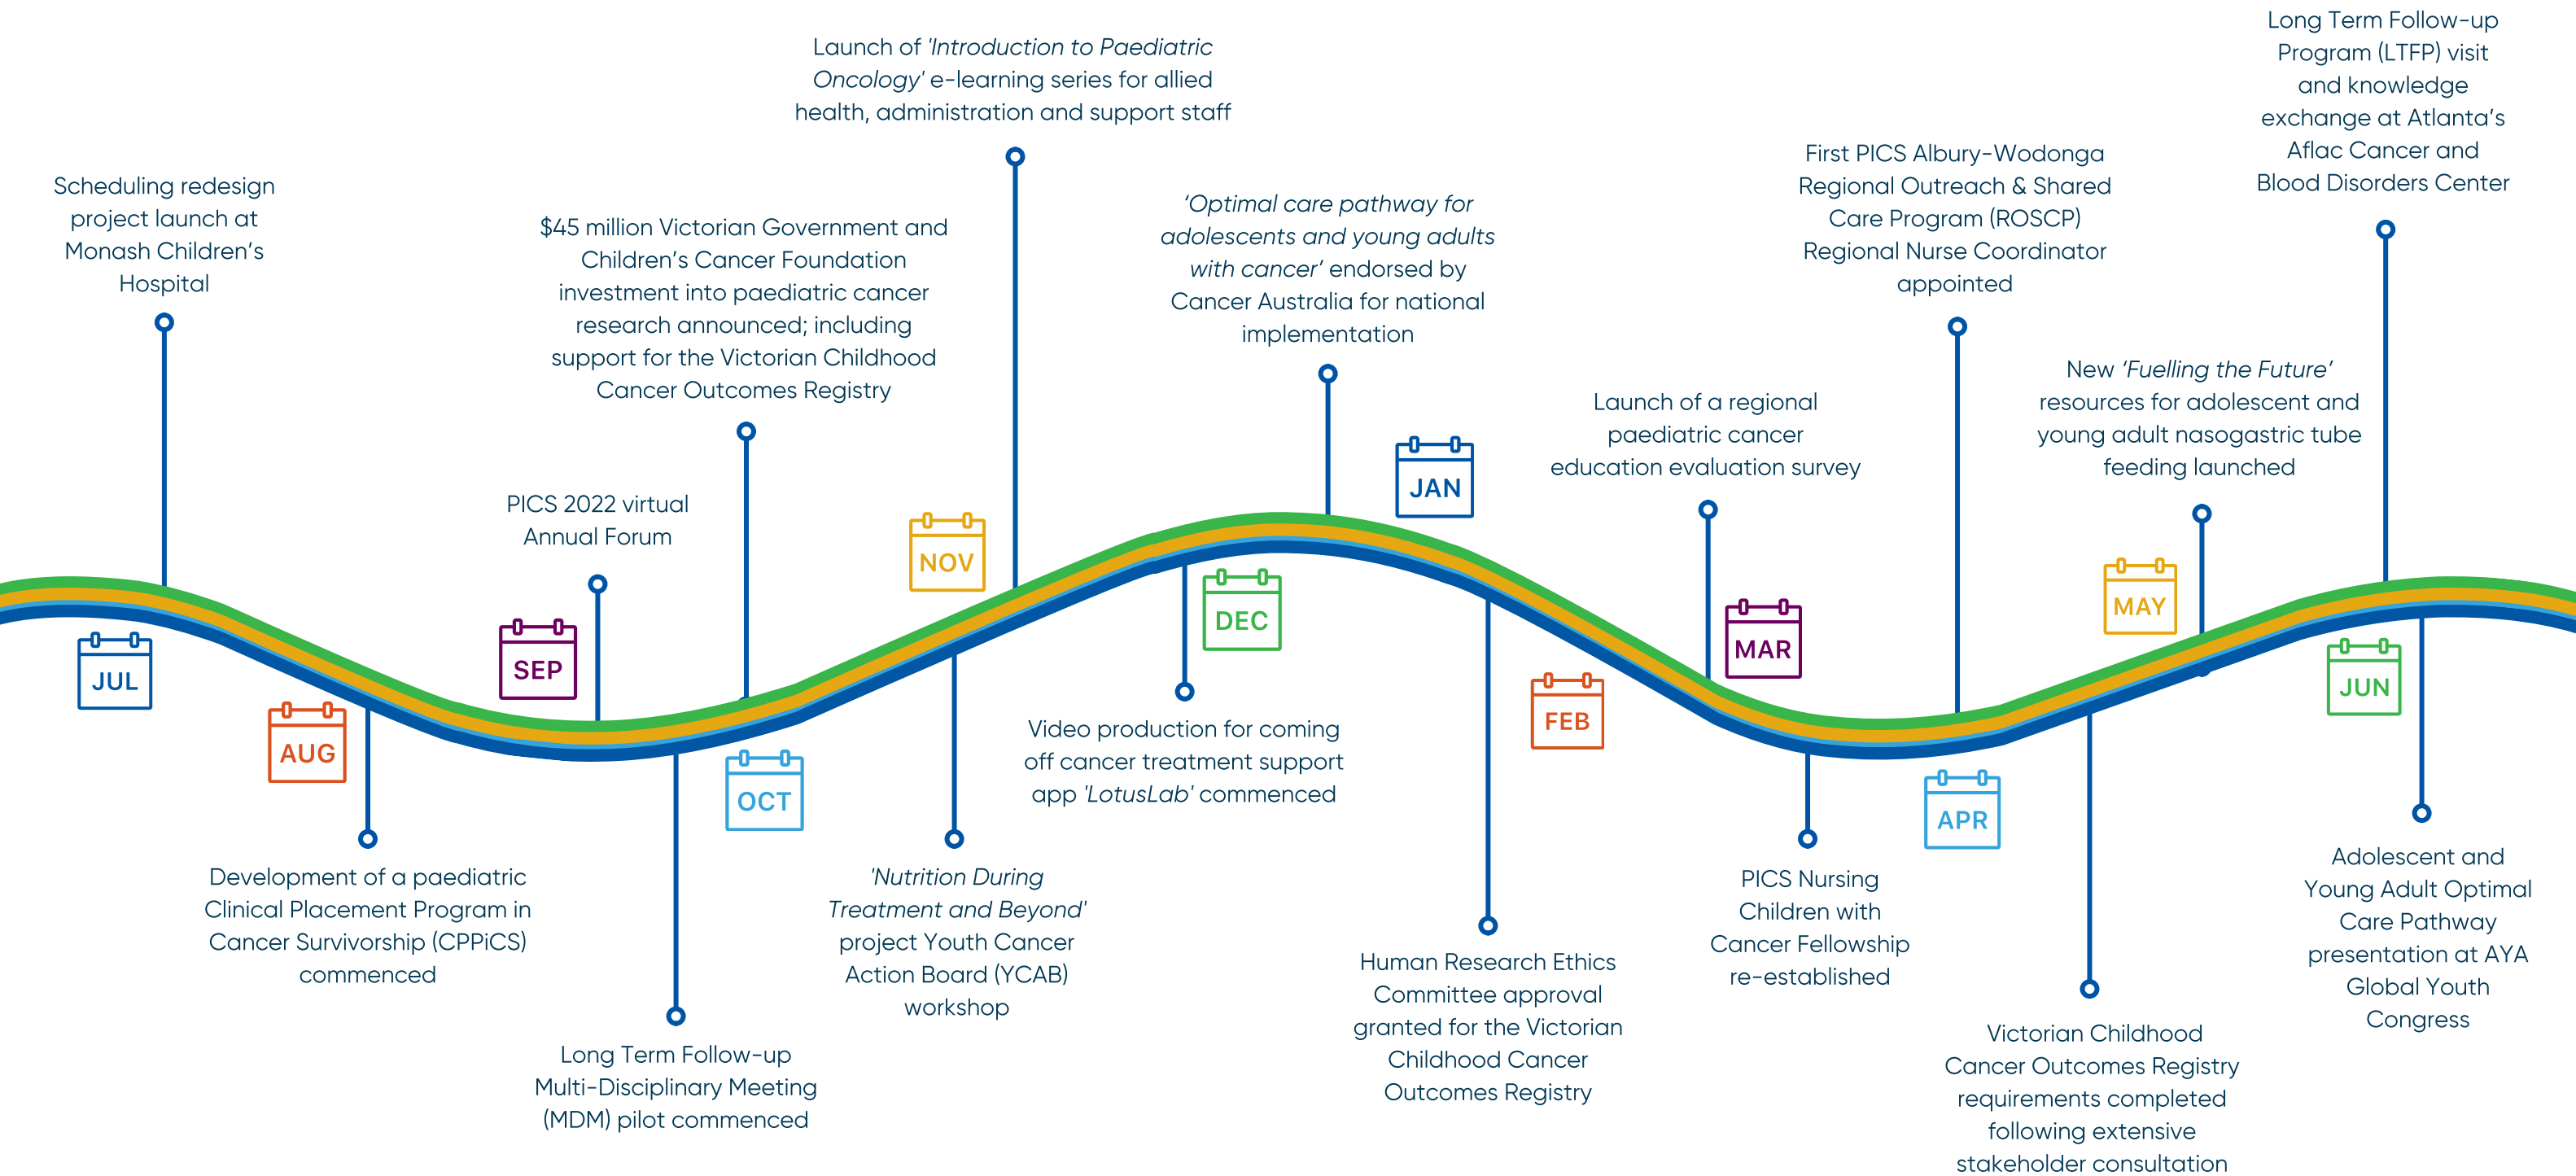 Scheduling redesign
project launch at
Monash Children's
Hospital
JUL
AUG
Development of a paediatric
Clinical Placement Program in
Cancer Survivorship (CPPiCS)
commenced
PICS 2022 virtual
Annual Forum
SEP
Long Term Follow-up
Multi-Disciplinary Meeting
(MDM) pilot commenced
$45 million Victorian Government and
Children's Cancer Foundation
investment into paediatric cancer
research announced; including
support for the Victorian Childhood
Cancer Outcomes Registry
OCT
NOV
'Nutrition During
Treatment and Beyond'
project Youth Cancer
Action Board (YCAB)
workshop
Launch of 'Introduction to Paediatric
Oncology' e-learning series for allied
health, administration and support staff
DEC
Video production for coming
off cancer treatment support
app 'LotusLab' commenced
‘Optimal care pathway for
adolescents and young adults
with cancer’ endorsed by
Cancer Australia for national
implementation
JAN
FEB
Human Research Ethics
Committee approval
granted for the Victorian
Childhood Cancer
Outcomes Registry
Launch of a regional
paediatric cancer
education evaluation survey
MAR
PICS Nursing
Children with
Cancer Fellowship
re-established
First PICS Albury-Wodonga
Regional Outreach & Shared
Care Program (ROSCP)
Regional Nurse Coordinator
appointed
APR
Victorian Childhood
Cancer Outcomes Registry
requirements completed
following extensive
stakeholder consultation
New ‘Fuelling the Future’
resources for adolescent and
young adult nasogastric tube
feeding launched
MAY
Long Term Follow-up
Program (LTFP) visit
and knowledge
exchange at Atlanta’s
Aflac Cancer and
Blood Disorders Center
JUN
Adolescent and
Young Adult Optimal
Care Pathway
presentation at AYA
Global Youth
Congress